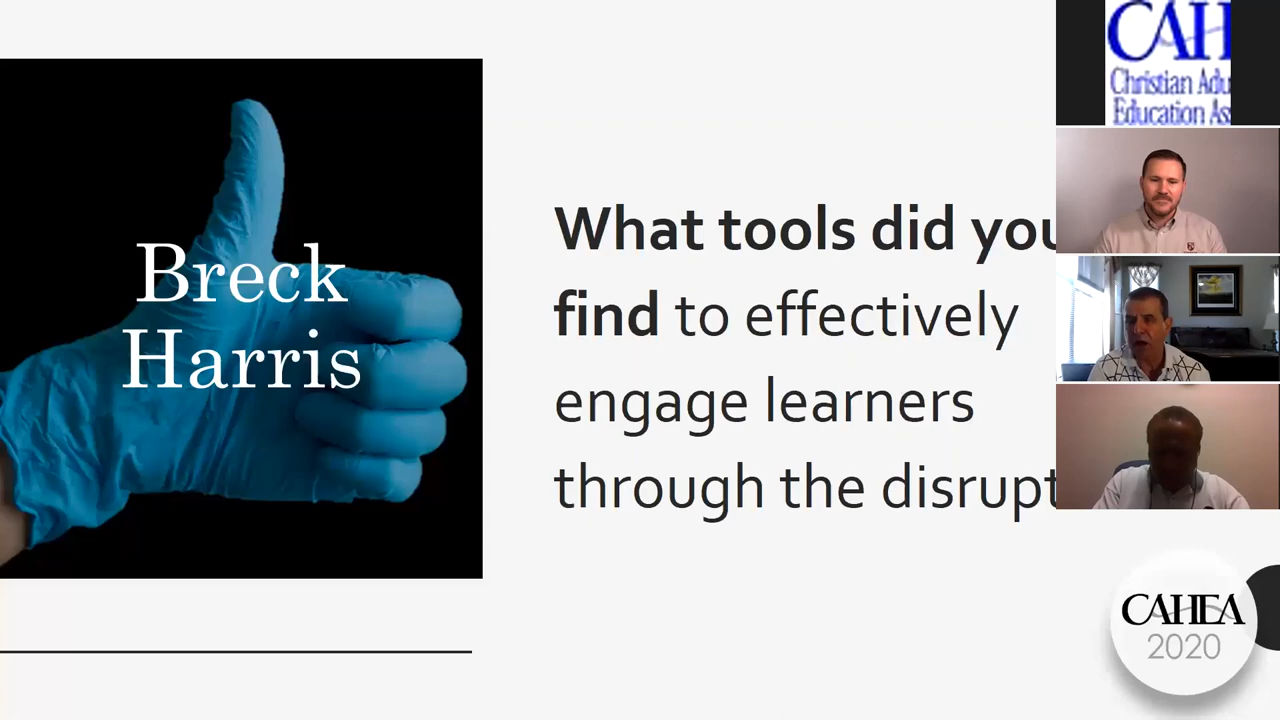 Breck
Harris
What tools did you
find to effectively
engage learners
through the disrupt
CAH
Christian Adu
Education As
CAHEA
2020